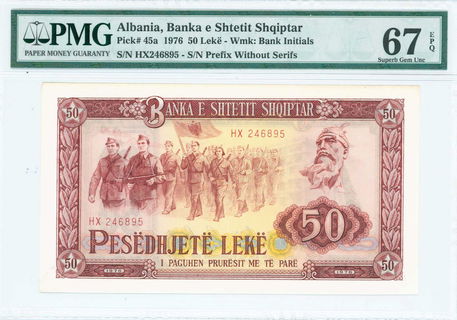 PMG
PAPER MONEY GUARANTY
Albania, Banka e Shtetit Shqiptar
Pick# 45a 1976 50 Lekë - Wmk: Bank Initials
S/N HX246895 - S/N Prefix Without Serifs
67 EPQ
Superb Gem Unc
50 BANKA E SHTETIT SHQIPTAR 50
HX 246895
HX 246895
50
PESËDHJETË LEKË
50 I PAGUHEN PRURËSIT ME TË PARË 50
1976 1976